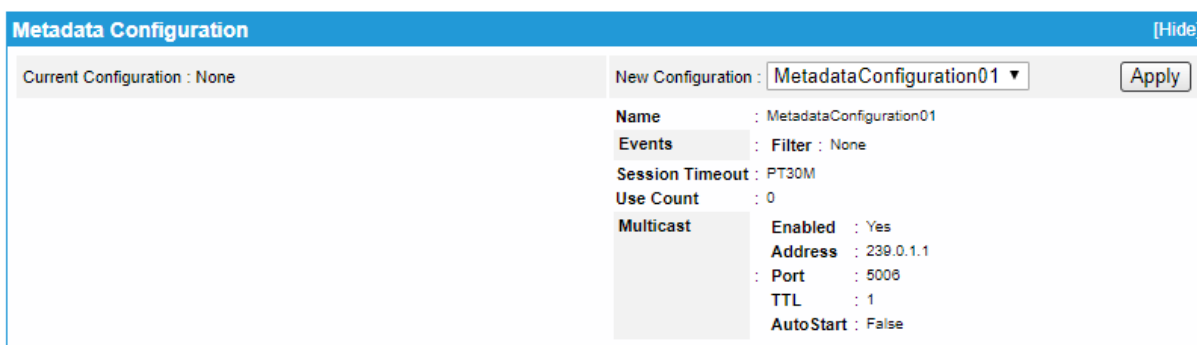 Metadata Configuration [Hide]
Current Configuration : None New Configuration : MetadataConfiguration01 ▼ Apply
Name : MetadataConfiguration01
Events : Filter : None
Session Timeout : PT30M
Use Count : 0
Multicast Enabled : Yes
Address : 239.0.1.1
: Port : 5006
TTL : 1
AutoStart : False